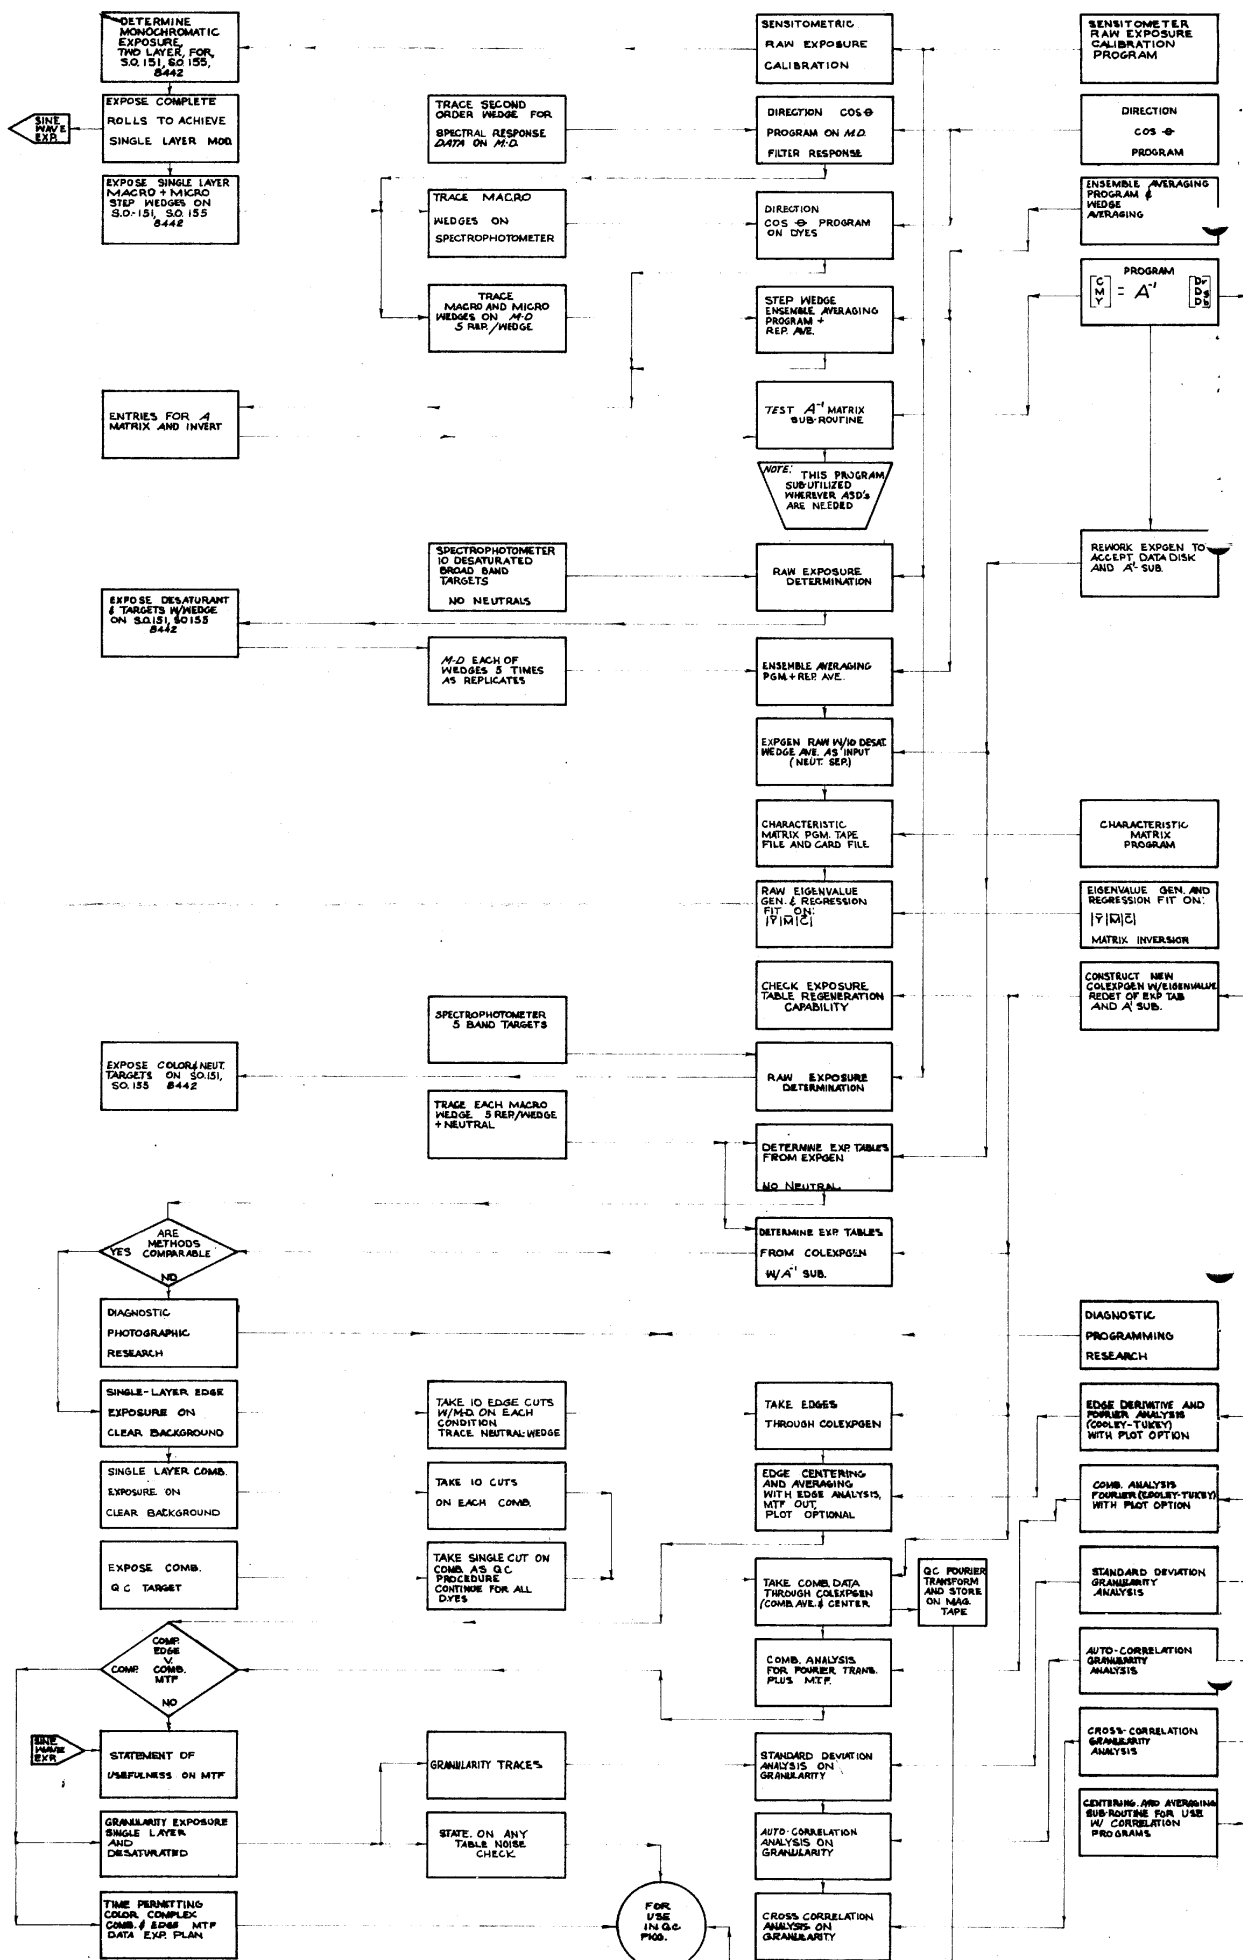 DETERMINE
MONOCHROMATIC
EXPOSURE,
TWO LAYER, FOR,
S.O. 151, S.O 155,
8442
SENSITOMETRIC
RAW EXPOSURE
CALIBRATION
SENSITOMETER
RAW EXPOSURE
CALIBRATION
PROGRAM
SINE
WAVE
EXP.
EXPOSE COMPLETE
ROLLS TO ACHIEVE
SINGLE LAYER MOD.
TRACE SECOND
ORDER WEDGE FOR
SPECTRAL RESPONSE
DATA ON M-D.
DIRECTION COS Θ
PROGRAM ON M.D.
FILTER RESPONSE
DIRECTION
COS Θ
PROGRAM
EXPOSE SINGLE LAYER
MACRO + MICRO
STEP WEDGES ON
S.O.-151, S.O. 155
8442
TRACE MACRO
WEDGES ON
SPECTROPHOTOMETER
DIRECTION
COS Θ PROGRAM
ON DYES
ENSEMBLE AVERAGING
PROGRAM &
WEDGE
AVERAGING
TRACE
MACRO AND MICRO
WEDGES ON M-D
5 REP./WEDGE
STEP WEDGE
ENSEMBLE AVERAGING
PROGRAM +
REP. AVE.
PROGRAM
[C M Y] = A⁻¹ [Dr Dg Db]
ENTRIES FOR A
MATRIX AND INVERT
TEST A⁻¹ MATRIX
SUB-ROUTINE
NOTE: THIS PROGRAM
SUB-UTILIZED
WHEREVER ASD's
ARE NEEDED
SPECTROPHOTOMETER
10 DESATURATED
BROAD BAND
TARGETS
NO NEUTRALS
RAW EXPOSURE
DETERMINATION
REWORK EXPGEN TO
ACCEPT DATA DISK
AND A⁻¹ SUB.
EXPOSE DESATURANT
& TARGETS W/WEDGE
ON S.O.151, SO155
8442
M-D EACH OF
WEDGES 5 TIMES
AS REPLICATES
ENSEMBLE AVERAGING
PGM.+REP. AVE.
EXPGEN RAW W/10 DESAT.
WEDGE AVE. AS INPUT
(NEUT. SEP.)
CHARACTERISTIC
MATRIX PGM. TAPE
FILE AND CARD FILE
CHARACTERISTIC
MATRIX
PROGRAM
RAW EIGENVALUE
GEN. & REGRESSION
FIT ON:
|Y̅|M̅|C̅|
EIGENVALUE GEN. AND
REGRESSION FIT ON:
|Y̅|M̅|C̅|
MATRIX INVERSION
CHECK EXPOSURE
TABLE REGENERATION
CAPABILITY
CONSTRUCT NEW
COLEXPGEN W/EIGENVALUE
REDET OF EXP TAB
AND A⁻¹ SUB.
SPECTROPHOTOMETER
5 BAND TARGETS
EXPOSE COLOR & NEUT.
TARGETS ON SO.151,
SO.155 8442
RAW EXPOSURE
DETERMINATION
TRACE EACH MACRO
WEDGE 5 REP/WEDGE
+ NEUTRAL
DETERMINE EXP. TABLES
FROM EXPGEN
NO NEUTRAL.
ARE
METHODS
YES COMPARABLE
NO
DETERMINE EXP. TABLES
FROM COLEXPGEN
W/A⁻¹ SUB.
DIAGNOSTIC
PHOTOGRAPHIC
RESEARCH
DIAGNOSTIC
PROGRAMMING
RESEARCH
SINGLE-LAYER EDGE
EXPOSURE ON
CLEAR BACKGROUND
TAKE 10 EDGE CUTS
W/M-D. ON EACH
CONDITION
TRACE NEUTRAL-WEDGE
TAKE EDGES
THROUGH COLEXPGEN
EDGE DERIVATIVE AND
FOURIER ANALYSIS
(COOLEY-TUKEY)
WITH PLOT OPTION
SINGLE LAYER COMB.
EXPOSURE ON
CLEAR BACKGROUND
TAKE 10 CUTS
ON EACH COMB.
EDGE CENTERING
AND AVERAGING
WITH EDGE ANALYSIS,
MTF OUT,
PLOT OPTIONAL
COMB. ANALYSIS
FOURIER (COOLEY-TUKEY)
WITH PLOT OPTION
EXPOSE COMB.
Q C TARGET
TAKE SINGLE CUT ON
COMB. AS QC
PROCEDURE
CONTINUE FOR ALL
DYES
TAKE COMB. DATA
THROUGH COLEXPGEN
(COMB. AVE. & CENTER
QC FOURIER
TRANSFORM
AND STORE
ON MAG.
TAPE
STANDARD DEVIATION
GRANULARITY
ANALYSIS
COMP.
EDGE
V.
COMP. COMB.
MTF
NO
COMB. ANALYSIS
FOR FOURIER TRANS.
PLUS MTF.
AUTO-CORRELATION
GRANULARITY
ANALYSIS
SINE
WAVE
EXP.
STATEMENT OF
USEFULNESS ON MTF
GRANULARITY TRACES
STANDARD DEVIATION
ANALYSIS ON
GRANULARITY
CROSS-CORRELATION
GRANULARITY
ANALYSIS
GRANULARITY EXPOSURE
SINGLE LAYER
AND
DESATURATED
STATE. ON ANY
TABLE NOISE
CHECK
AUTO-CORRELATION
ANALYSIS ON
GRANULARITY
CENTERING AND AVERAGING
SUB-ROUTINE FOR USE
W/ CORRELATION
PROGRAMS
TIME PERMITTING
COLOR COMPLEX
COMB. & EDGE MTF
DATA EXP. PLAN
FOR
USE
IN QC
PROG.
CROSS CORRELATION
ANALYSIS ON
GRANULARITY